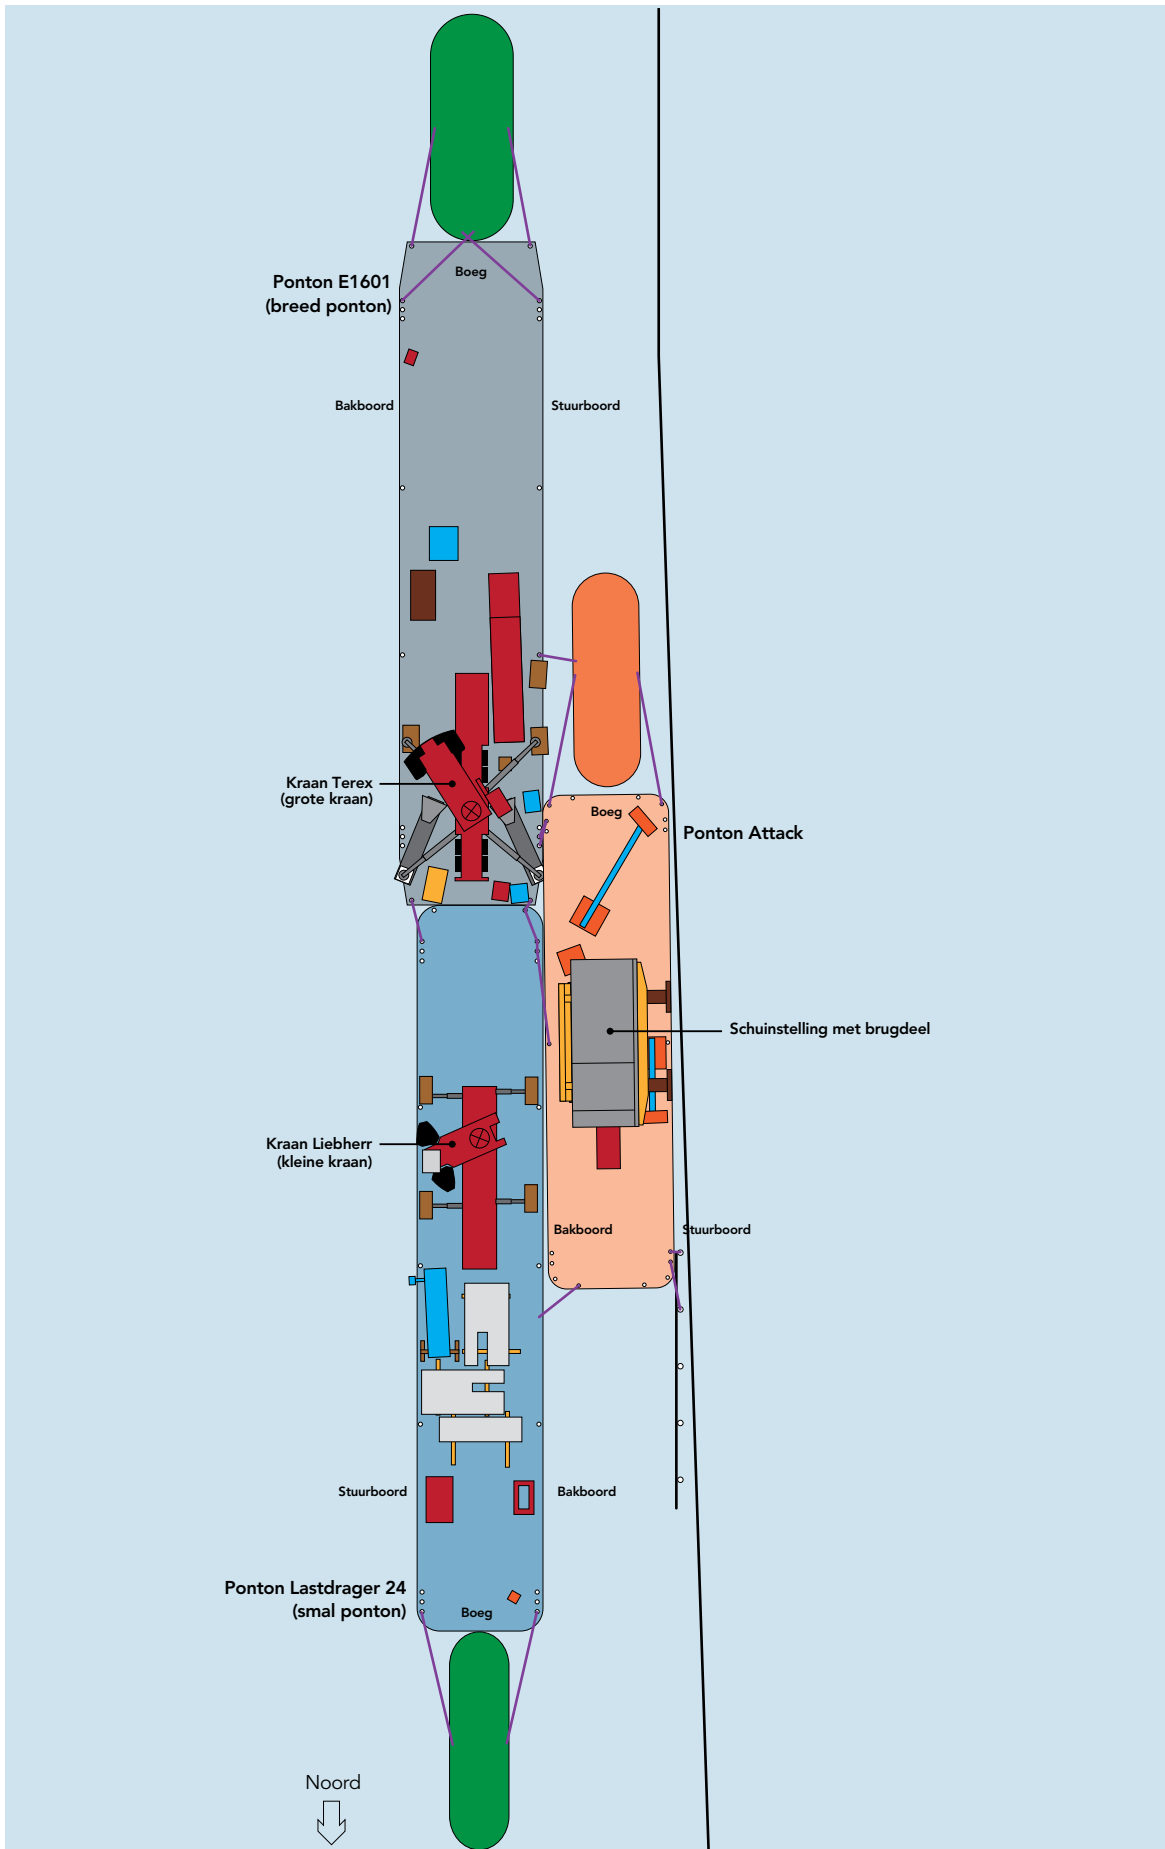 Boeg
Ponton E1601
(breed ponton)
Bakboord
Stuurboord
Kraan Terex
(grote kraan)
Boeg
Ponton Attack
Schuinstelling met brugdeel
Kraan Liebherr
(kleine kraan)
Bakboord
Stuurboord
Stuurboord
Bakboord
Ponton Lastdrager 24
(smal ponton)
Boeg
Noord